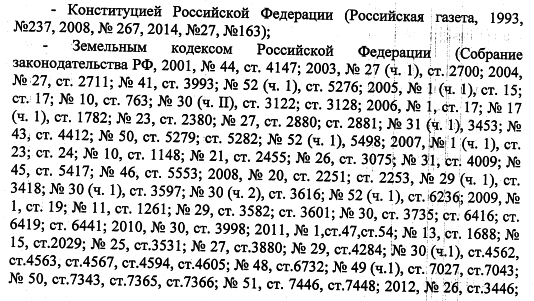 - Конституцией Российской Федерации (Российская газета, 1993,
№237, 2008, № 267, 2014, №27, №163);
- Земельным кодексом Российской Федерации (Собрание
законодательства РФ, 2001, № 44, ст. 4147; 2003, № 27 (ч. 1), ст. 2700; 2004,
№ 27, ст. 2711; № 41, ст. 3993; № 52 (ч. 1), ст. 5276; 2005, № 1 (ч. 1), ст. 15;
ст. 17; № 10, ст. 763; № 30 (ч. II), ст. 3122; ст. 3128; 2006, № 1, ст. 17; № 17
(ч. 1), ст. 1782; № 23, ст. 2380; № 27, ст. 2880; ст. 2881; № 31 (ч. 1), 3453; №
43, ст. 4412; № 50, ст. 5279; ст. 5282; № 52 (ч. 1), 5498; 2007, № 1 (ч. 1), ст.
23; ст. 24; № 10, ст. 1148; № 21, ст. 2455; № 26, ст. 3075; № 31, ст. 4009; №
45, ст. 5417; № 46, ст. 5553; 2008, № 20, ст. 2251; ст. 2253, № 29 (ч. 1), ст.
3418; № 30 (ч. 1), ст. 3597; № 30 (ч. 2), ст. 3616; № 52 (ч. 1), ст. 6236; 2009, №
1, ст. 19; № 11, ст. 1261; № 29, ст. 3582; ст. 3601; № 30, ст. 3735; ст. 6416; ст.
6419; ст. 6441; 2010, № 30, ст. 3998; 2011, № 1,ст.47,ст.54; № 13, ст. 1688; №
15, ст.2029; № 25, ст.3531; № 27, ст.3880; № 29, ст.4284; № 30 (ч.1), ст.4562,
ст.4563, ст.4567, ст.4594, ст.4605; № 48, ст.6732; № 49 (ч.1), ст. 7027, ст.7043;
№ 50, ст.7343, ст.7365, ст.7366; № 51, ст. 7446, ст.7448; 2012, № 26, ст.3446;